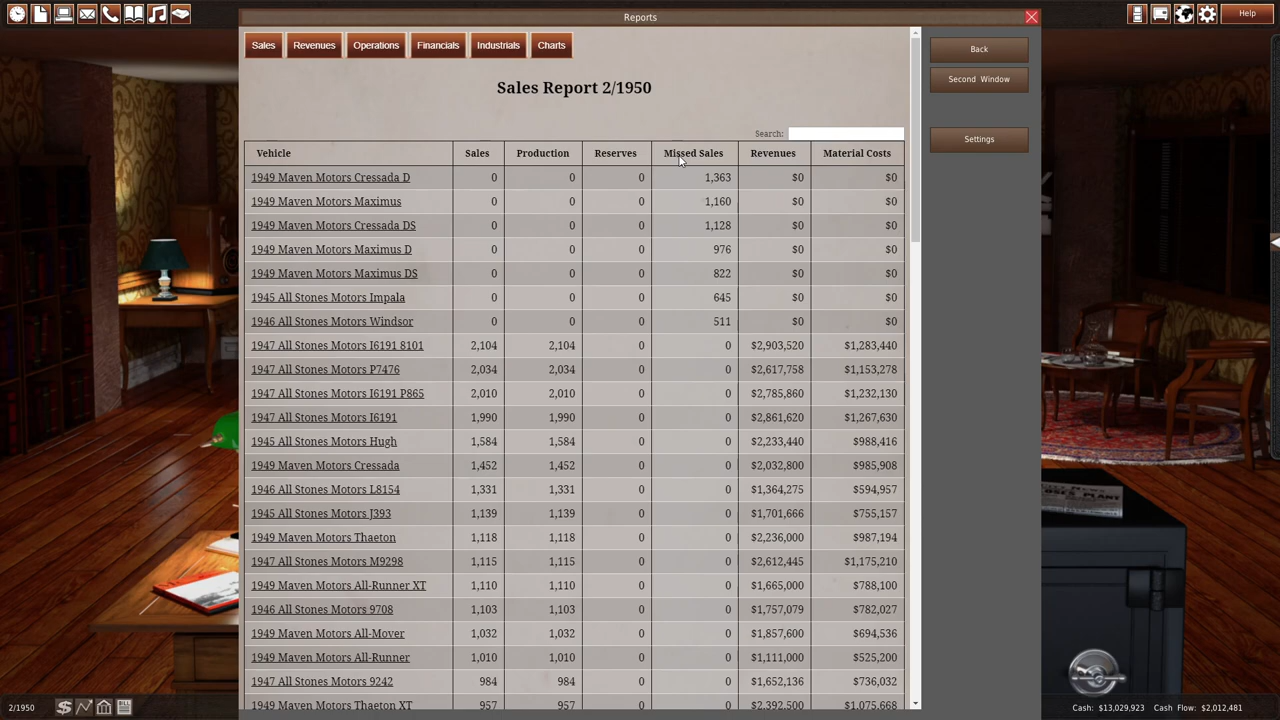 Reports
Help
Sales Revenues Operations Financials Industrials Charts
Back
Second Window
Settings
Sales Report 2/1950
Search:
Vehicle Sales Production Reserves Missed Sales Revenues Material Costs
1949 Maven Motors Cressada D 0 0 0 1,363 $0 $0
1949 Maven Motors Maximus 0 0 0 1,160 $0 $0
1949 Maven Motors Cressada DS 0 0 0 1,128 $0 $0
1949 Maven Motors Maximus D 0 0 0 976 $0 $0
1949 Maven Motors Maximus DS 0 0 0 822 $0 $0
1945 All Stones Motors Impala 0 0 0 645 $0 $0
1946 All Stones Motors Windsor 0 0 0 511 $0 $0
1947 All Stones Motors I6191 8101 2,104 2,104 0 0 $2,903,520 $1,283,440
1947 All Stones Motors P7476 2,034 2,034 0 0 $2,617,758 $1,153,278
1947 All Stones Motors I6191 P865 2,010 2,010 0 0 $2,785,860 $1,232,130
1947 All Stones Motors I6191 1,990 1,990 0 0 $2,861,620 $1,267,630
1945 All Stones Motors Hugh 1,584 1,584 0 0 $2,233,440 $988,416
1949 Maven Motors Cressada 1,452 1,452 0 0 $2,032,800 $985,908
1946 All Stones Motors L8154 1,331 1,331 0 0 $1,364,275 $594,957
1945 All Stones Motors J393 1,139 1,139 0 0 $1,701,666 $755,157
1949 Maven Motors Thaeton 1,118 1,118 0 0 $2,236,000 $987,194
1947 All Stones Motors M9298 1,115 1,115 0 0 $2,612,445 $1,175,210
1949 Maven Motors All-Runner XT 1,110 1,110 0 0 $1,665,000 $788,100
1946 All Stones Motors 9708 1,103 1,103 0 0 $1,757,079 $782,027
1949 Maven Motors All-Mover 1,032 1,032 0 0 $1,857,600 $694,536
1949 Maven Motors All-Runner 1,010 1,010 0 0 $1,111,000 $525,200
1947 All Stones Motors 9242 984 984 0 0 $1,652,136 $736,032
1949 Maven Motors Thaeton XT 957 957 0 0 $2,392,500 $1,075,668
2/1950
Cash: $13,029,923 Cash Flow: $2,012,481